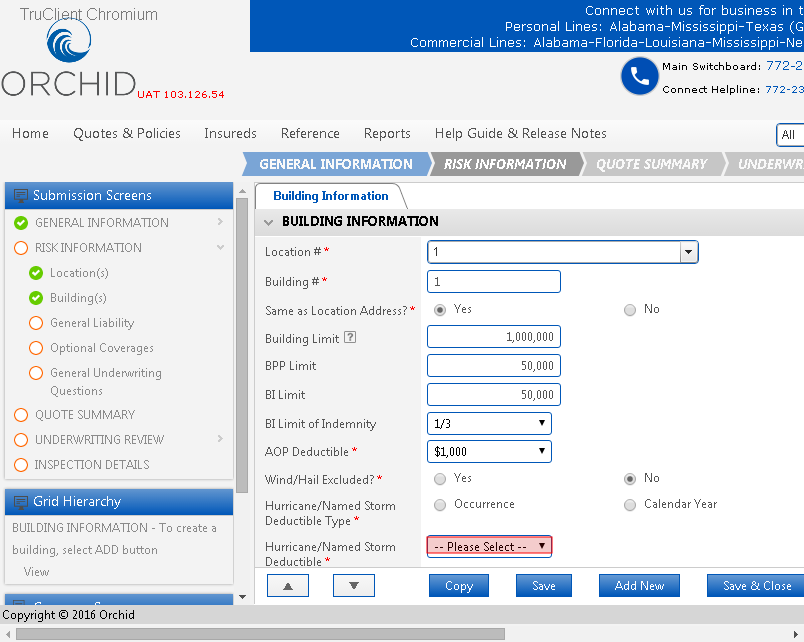 TruClient Chromium
ORCHID
UAT 103.126.54
Connect with us for business in t
Personal Lines: Alabama-Mississippi-Texas (G
Commercial Lines: Alabama-Florida-Louisiana-Mississippi-Ne
Main Switchboard: 772-2
Connect Helpline: 772-23
Home Quotes & Policies Insureds Reference Reports Help Guide & Release Notes All
GENERAL INFORMATION RISK INFORMATION QUOTE SUMMARY UNDERWR
Submission Screens
GENERAL INFORMATION
RISK INFORMATION
Location(s)
Building(s)
General Liability
Optional Coverages
General Underwriting
Questions
QUOTE SUMMARY
UNDERWRITING REVIEW
INSPECTION DETAILS
Grid Hierarchy
BUILDING INFORMATION - To create a
building, select ADD button
View
Building Information
BUILDING INFORMATION
Location #* 1
Building #* 1
Same as Location Address?* Yes No
Building Limit ? 1,000,000
BPP Limit 50,000
BI Limit 50,000
BI Limit of Indemnity 1/3
AOP Deductible * $1,000
Wind/Hail Excluded?* Yes No
Hurricane/Named Storm
Deductible Type * Occurrence Calendar Year
Hurricane/Named Storm
Deductible * -- Please Select --
Copy Save Add New Save & Close
Copyright © 2016 Orchid